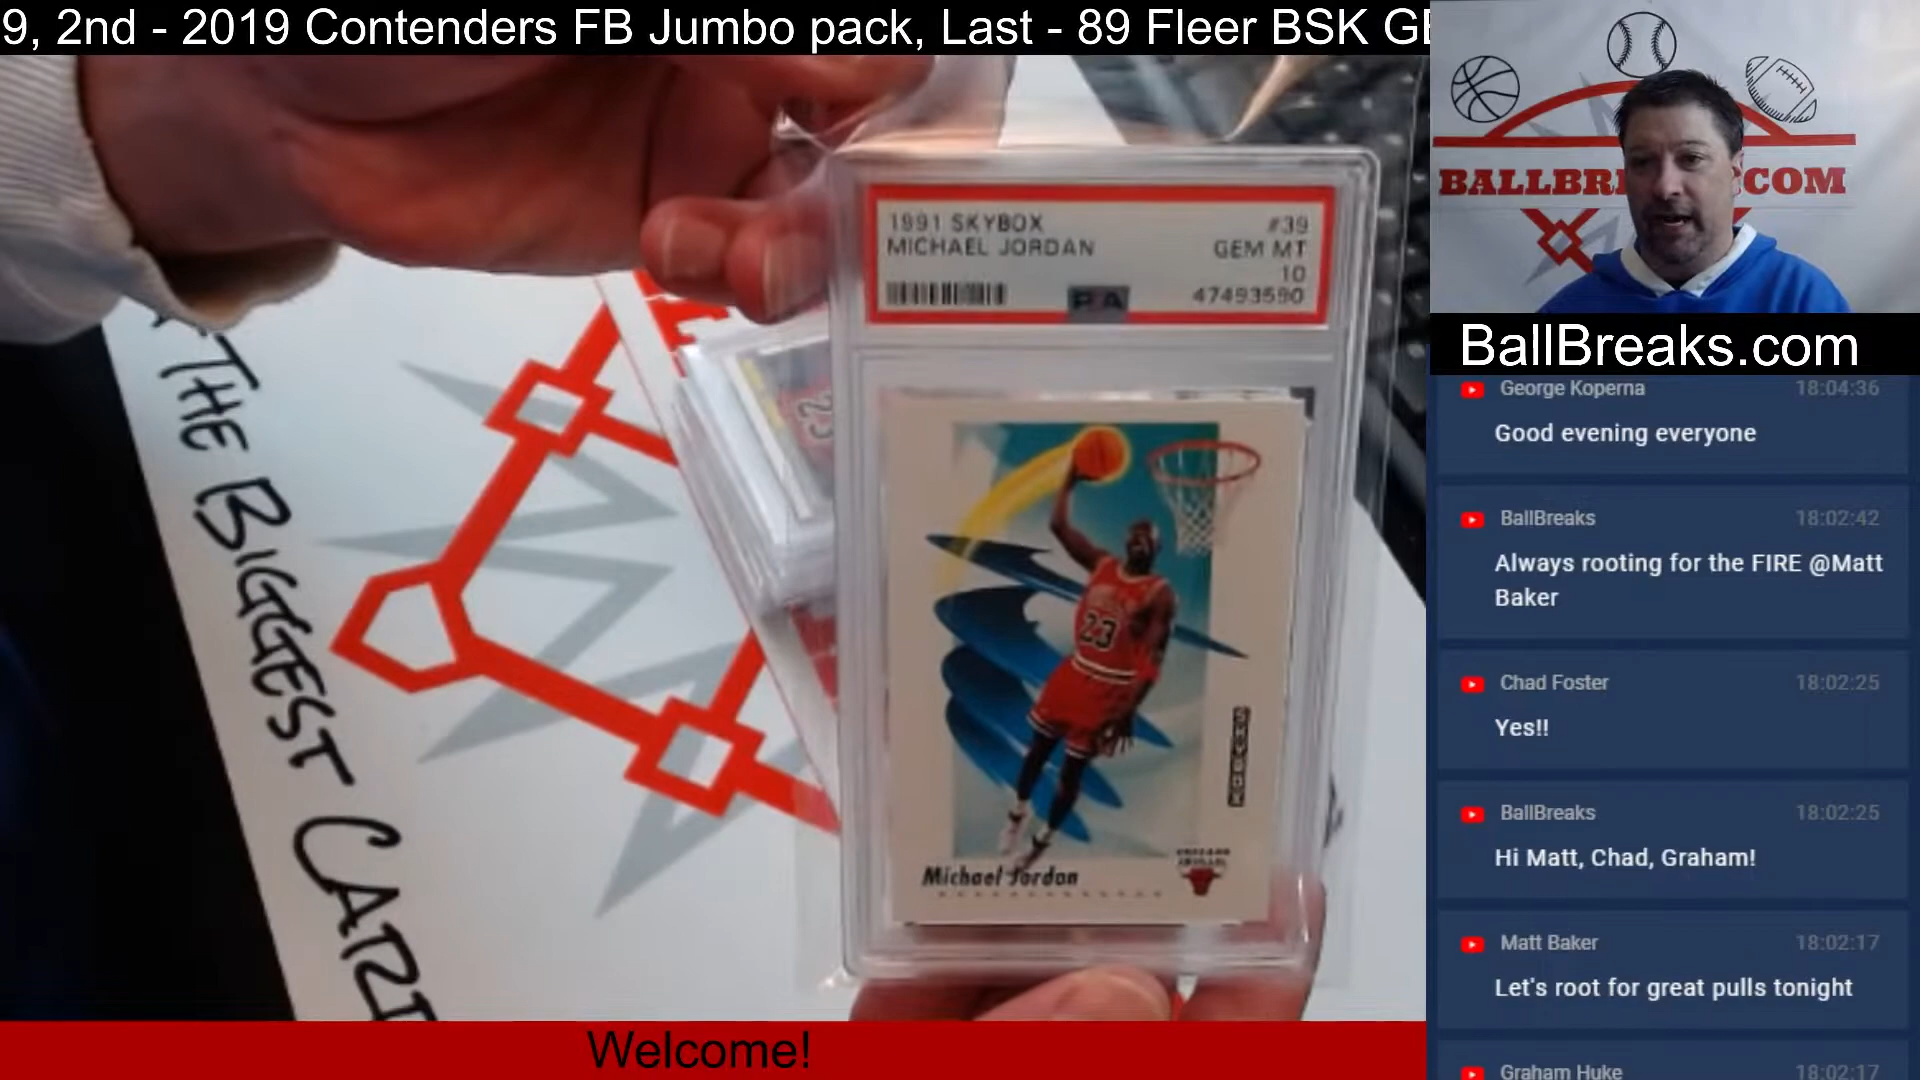 9, 2nd - 2019 Contenders FB Jumbo pack, Last - 89 Fleer BSK
1991 SKYBOX #39
MICHAEL JORDAN GEM MT
10
PSA 47493590
23
SKYBOX
Michael Jordan
THE BIGGEST
Welcome!
BallBreaks.com
George Koperna 18:04:36
Good evening everyone
BallBreaks 18:02:42
Always rooting for the FIRE @Matt
Baker
Chad Foster 18:02:25
Yes!!
BallBreaks 18:02:25
Hi Matt, Chad, Graham!
Matt Baker 18:02:17
Let's root for great pulls tonight
Graham Huke 18:02:17